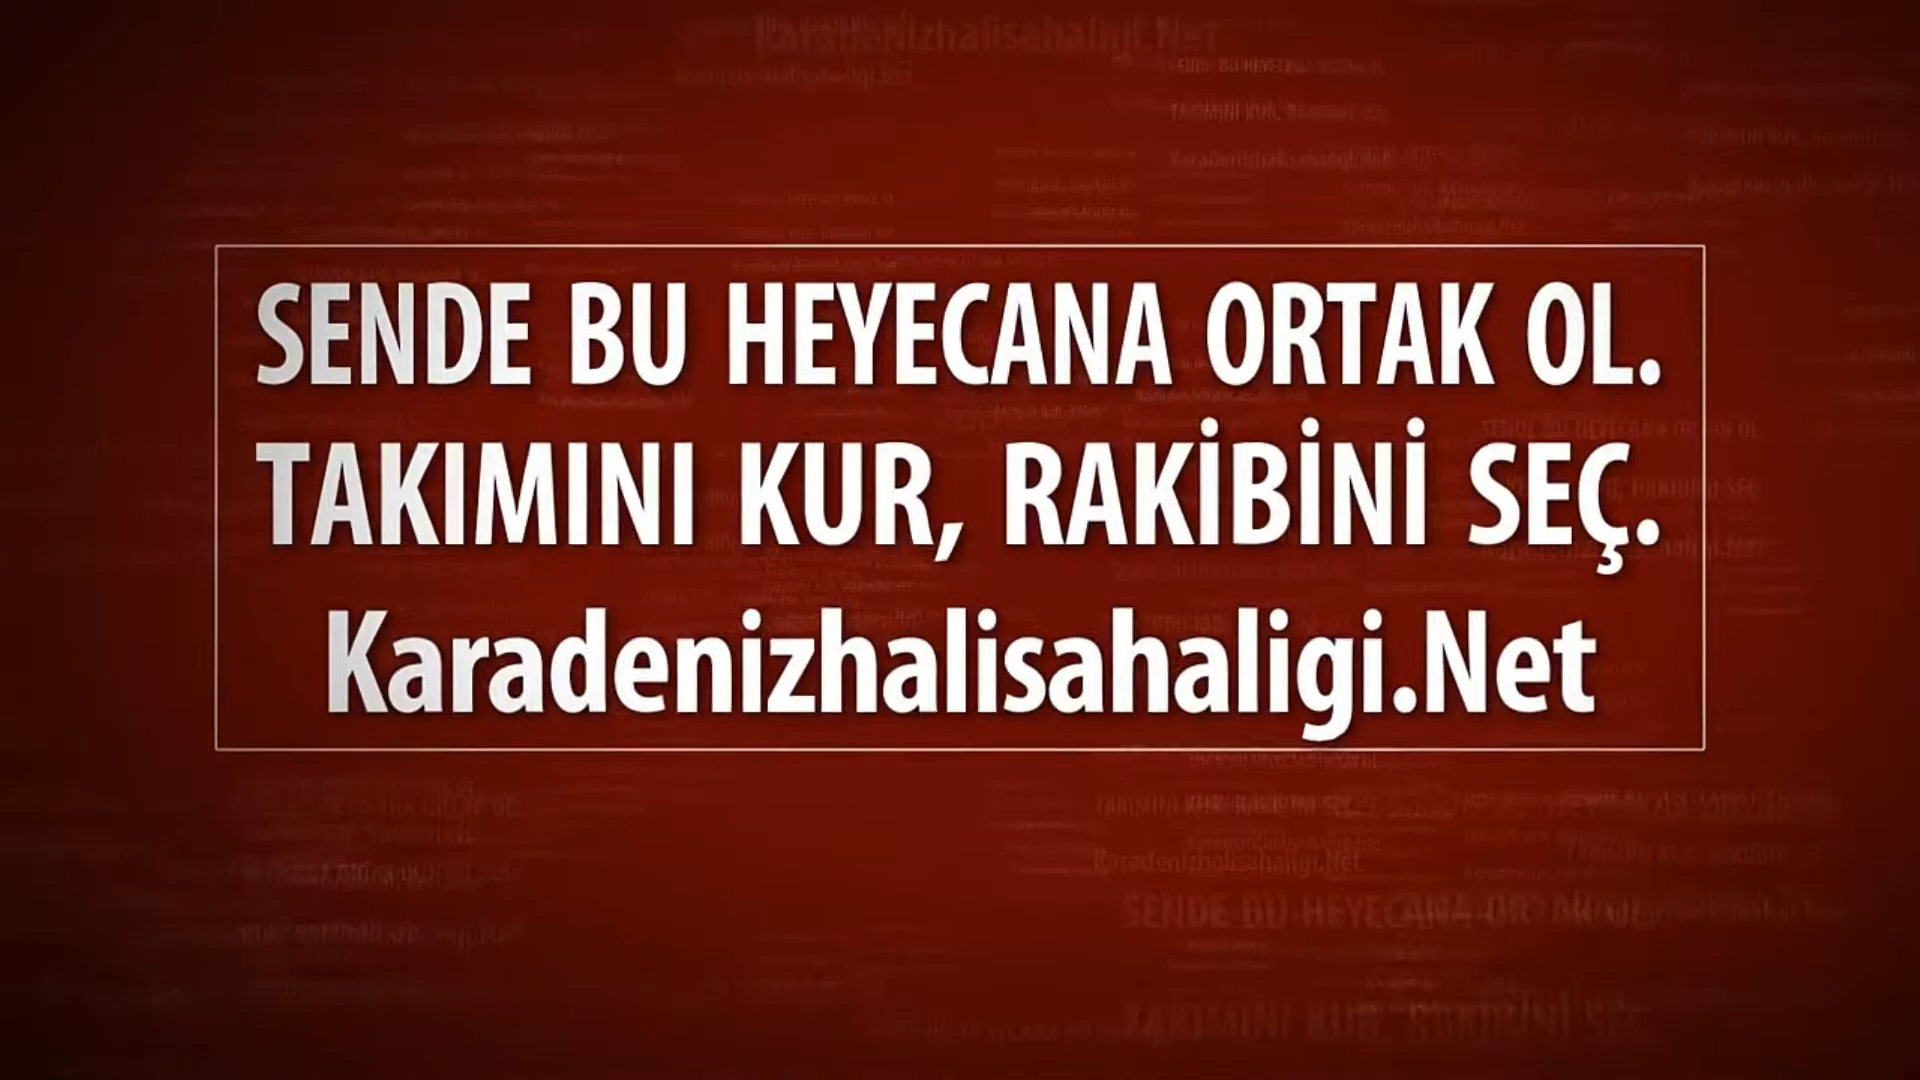 SENDE BU HEYECANA ORTAK OL.
TAKIMINI KUR, RAKİBİNİ SEÇ.
Karadenizhalisahaligi.Net